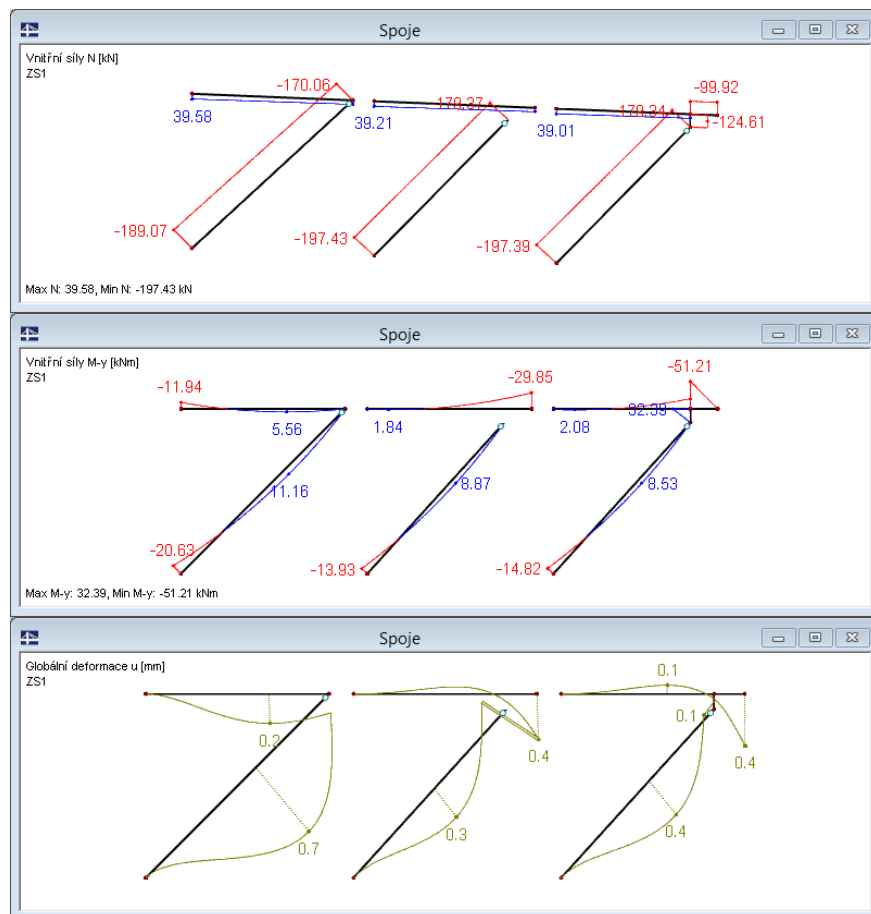 Spoje
Vnitřní síly N [kN]
ZS1
-170.06
-99.92
179.37
179.34
39.58
39.21
39.01
-124.61
-189.07
-197.43
-197.39
Max N: 39.58, Min N: -197.43 kN
Spoje
Vnitřní síly M-y [kNm]
ZS1
-51.21
-11.94
-29.85
32.39
5.56
1.84
2.08
11.16
8.87
8.53
-20.63
-13.93
-14.82
Max M-y: 32.39, Min M-y: -51.21 kNm
Spoje
Globální deformace u [mm]
ZS1
0.1
0.1
0.2
0.4
0.4
0.3
0.4
0.7